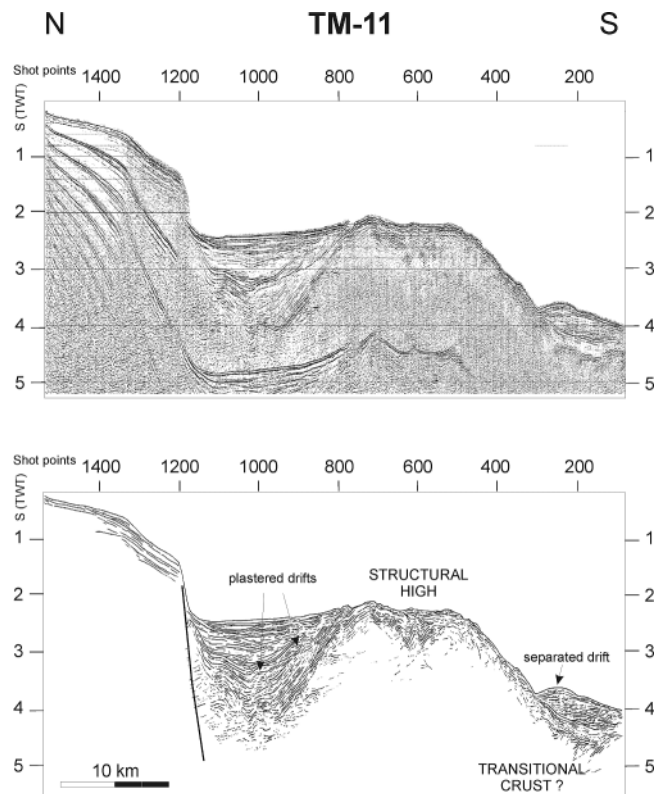 N TM-11 S
Shot points 1400 1200 1000 800 600 400 200
S (TWT)
1 1
2 2
3 3
4 4
5 5
Shot points 1400 1200 1000 800 600 400 200
S (TWT)
1 1
plastered drifts STRUCTURAL
HIGH
2 2
separated drift
3 3
4 4
5 5
10 km TRANSITIONAL
CRUST ?